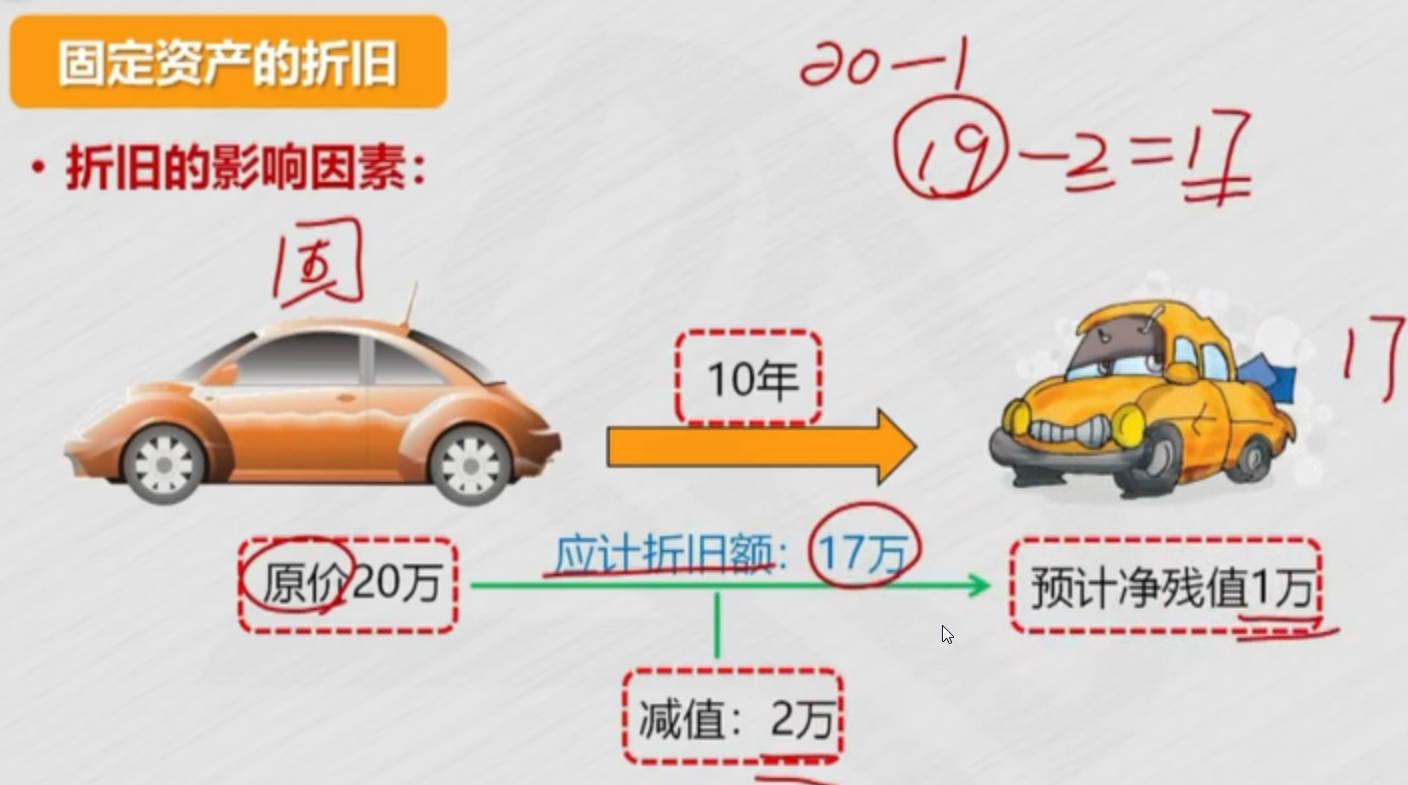 固定资产的折旧
20-1
19-2=17
• 折旧的影响因素：
固
10年
17
应计折旧额：17万
原价20万
预计净残值1万
减值：2万